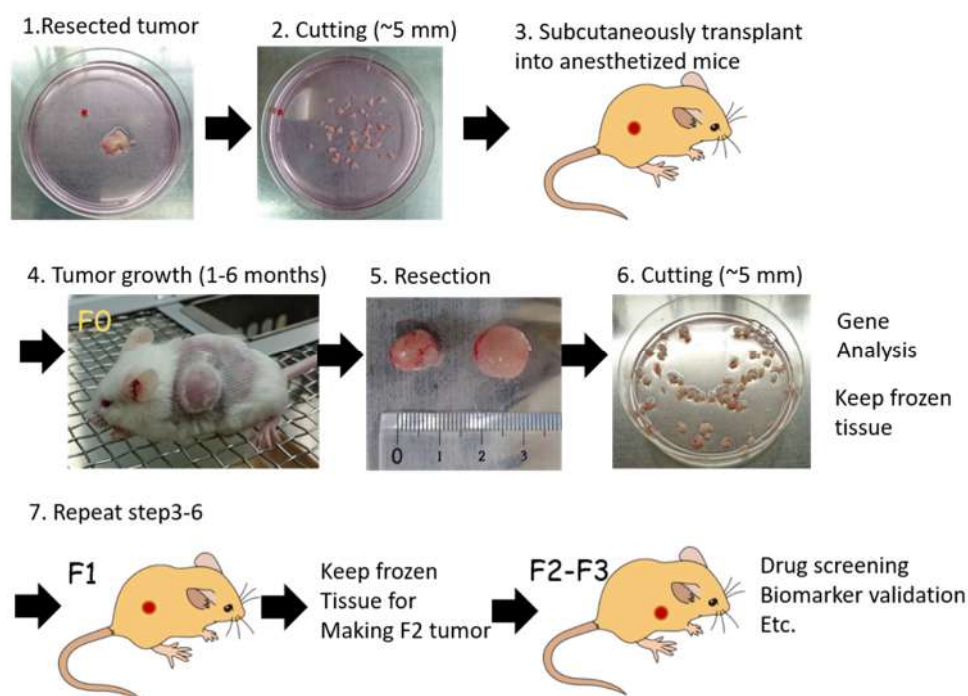 1.Resected tumor
2. Cutting (~5 mm)
3. Subcutaneously transplant
into anesthetized mice
4. Tumor growth (1-6 months)
5. Resection
6. Cutting (~5 mm)
F0
0 1 2 3
Gene
Analysis
Keep frozen
tissue
7. Repeat step3-6
F1
Keep frozen
Tissue for
Making F2 tumor
F2-F3
Drug screening
Biomarker validation
Etc.